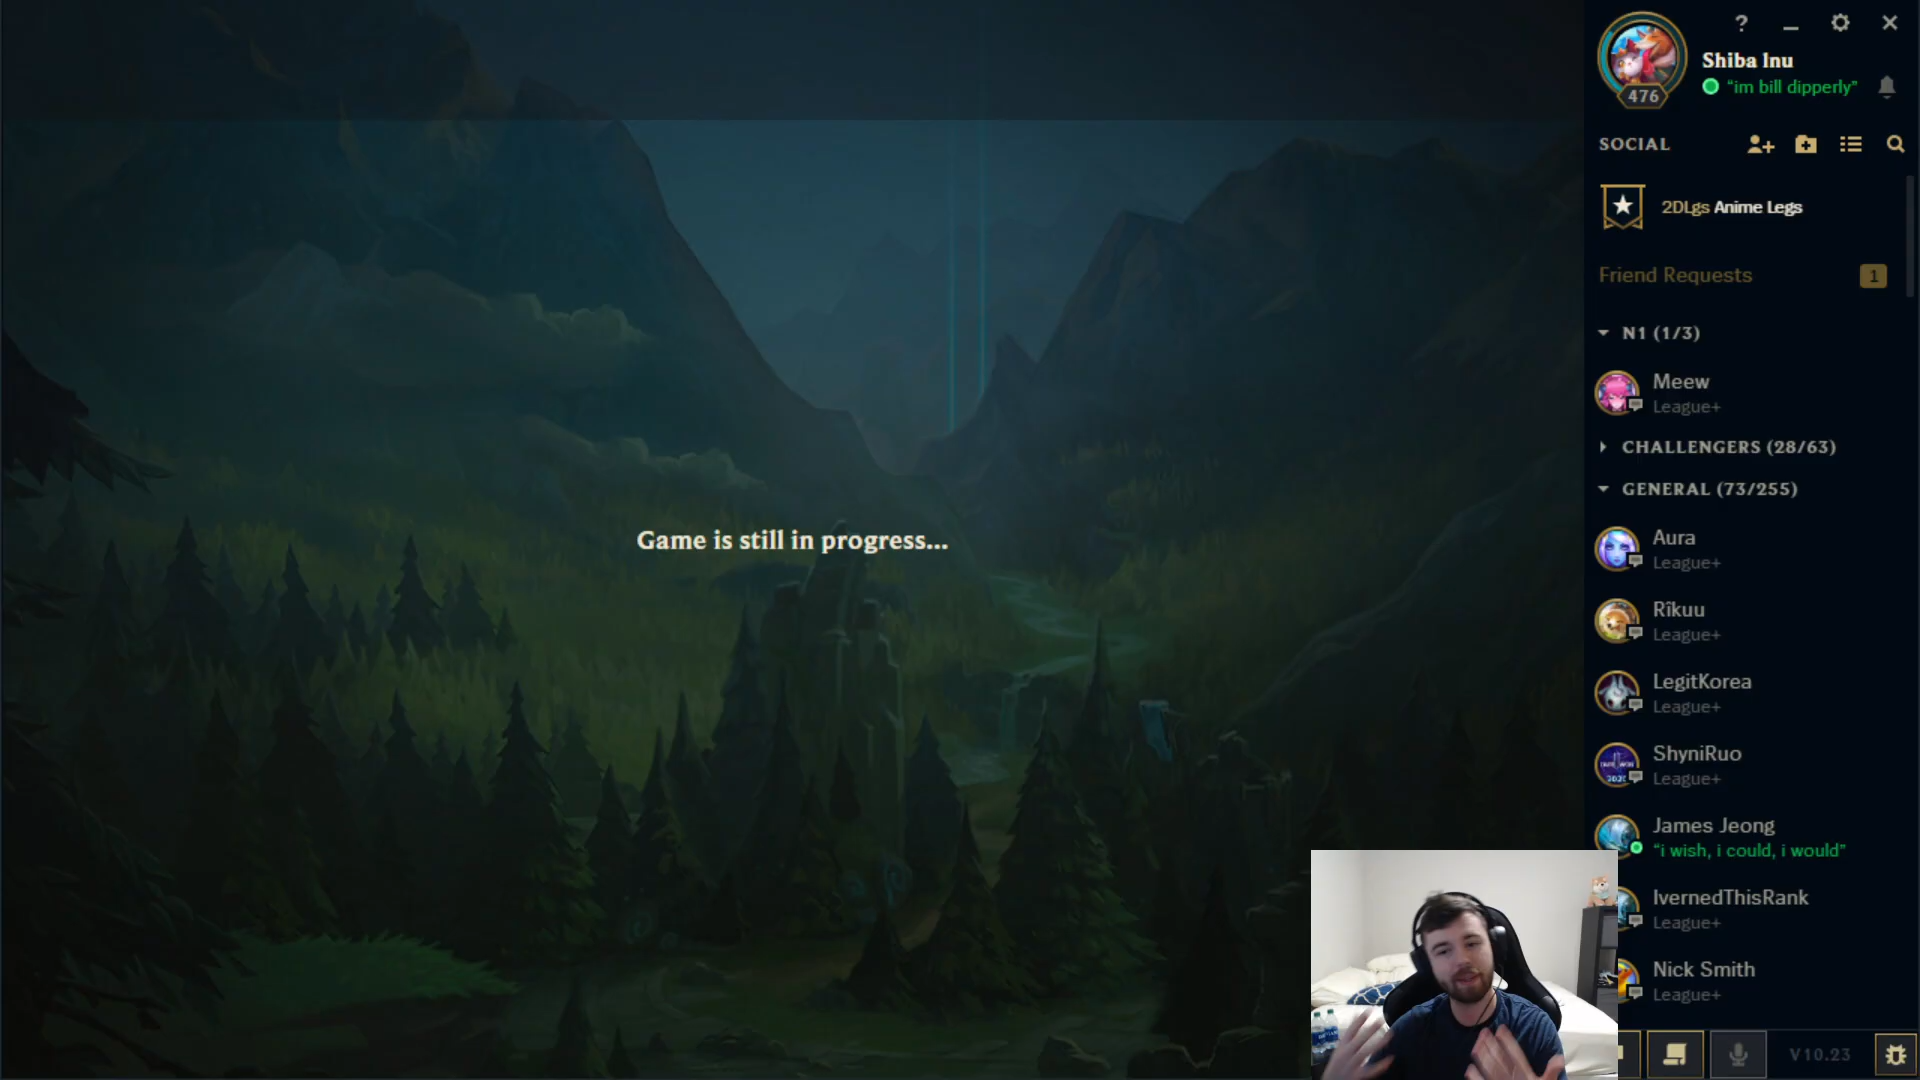 Shiba Inu
476
"im bill dipperly"
SOCIAL
2DLgs Anime Legs
Friend Requests
1
N1 (1/3)
Meew
League+
CHALLENGERS (28/63)
GENERAL (73/255)
Aura
League+
Rîkuu
League+
Game is still in progress...
LegitKorea
League+
ShyniRuo
League+
James Jeong
"i wish, i could, i would"
IvernedThisRank
League+
Nick Smith
League+
V10.23